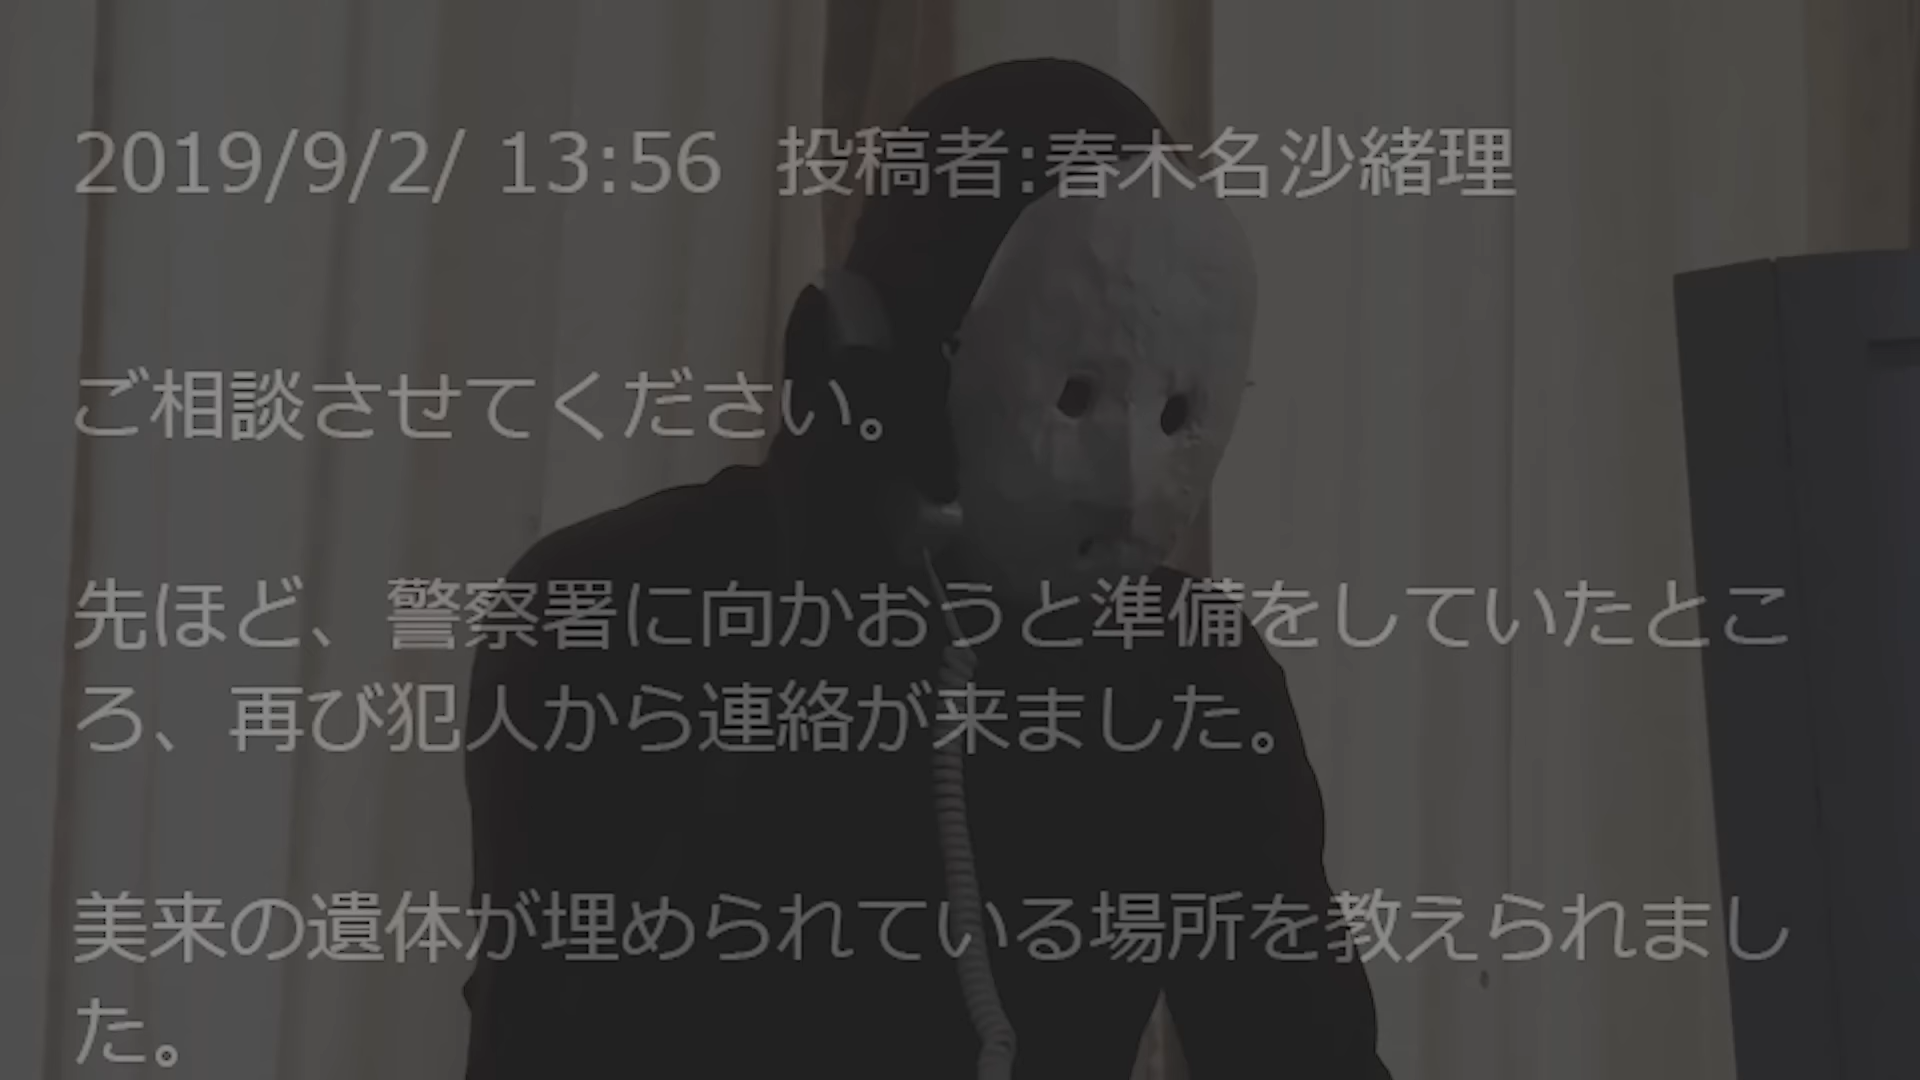 2019/9/2/ 13:56 投稿者:春木名沙緒理
ご相談させてください。
先ほど、警察署に向かおうと準備をしていたとこ
ろ、再び犯人から連絡が来ました。
美来の遺体が埋められている場所を教えられまし
た。